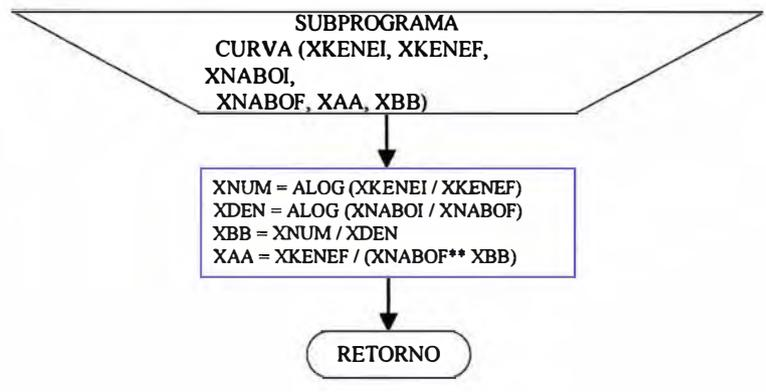 SUBPROGRAMA
CURVA (XKENEI, XKENEF,
XNABOI,
XNABOF, XAA, XBB)
XNUM = ALOG (XKENEI / XKENEF)
XDEN = ALOG (XNABOI / XNABOF)
XBB = XNUM / XDEN
XAA = XKENEF / (XNABOF** XBB)
RETORNO